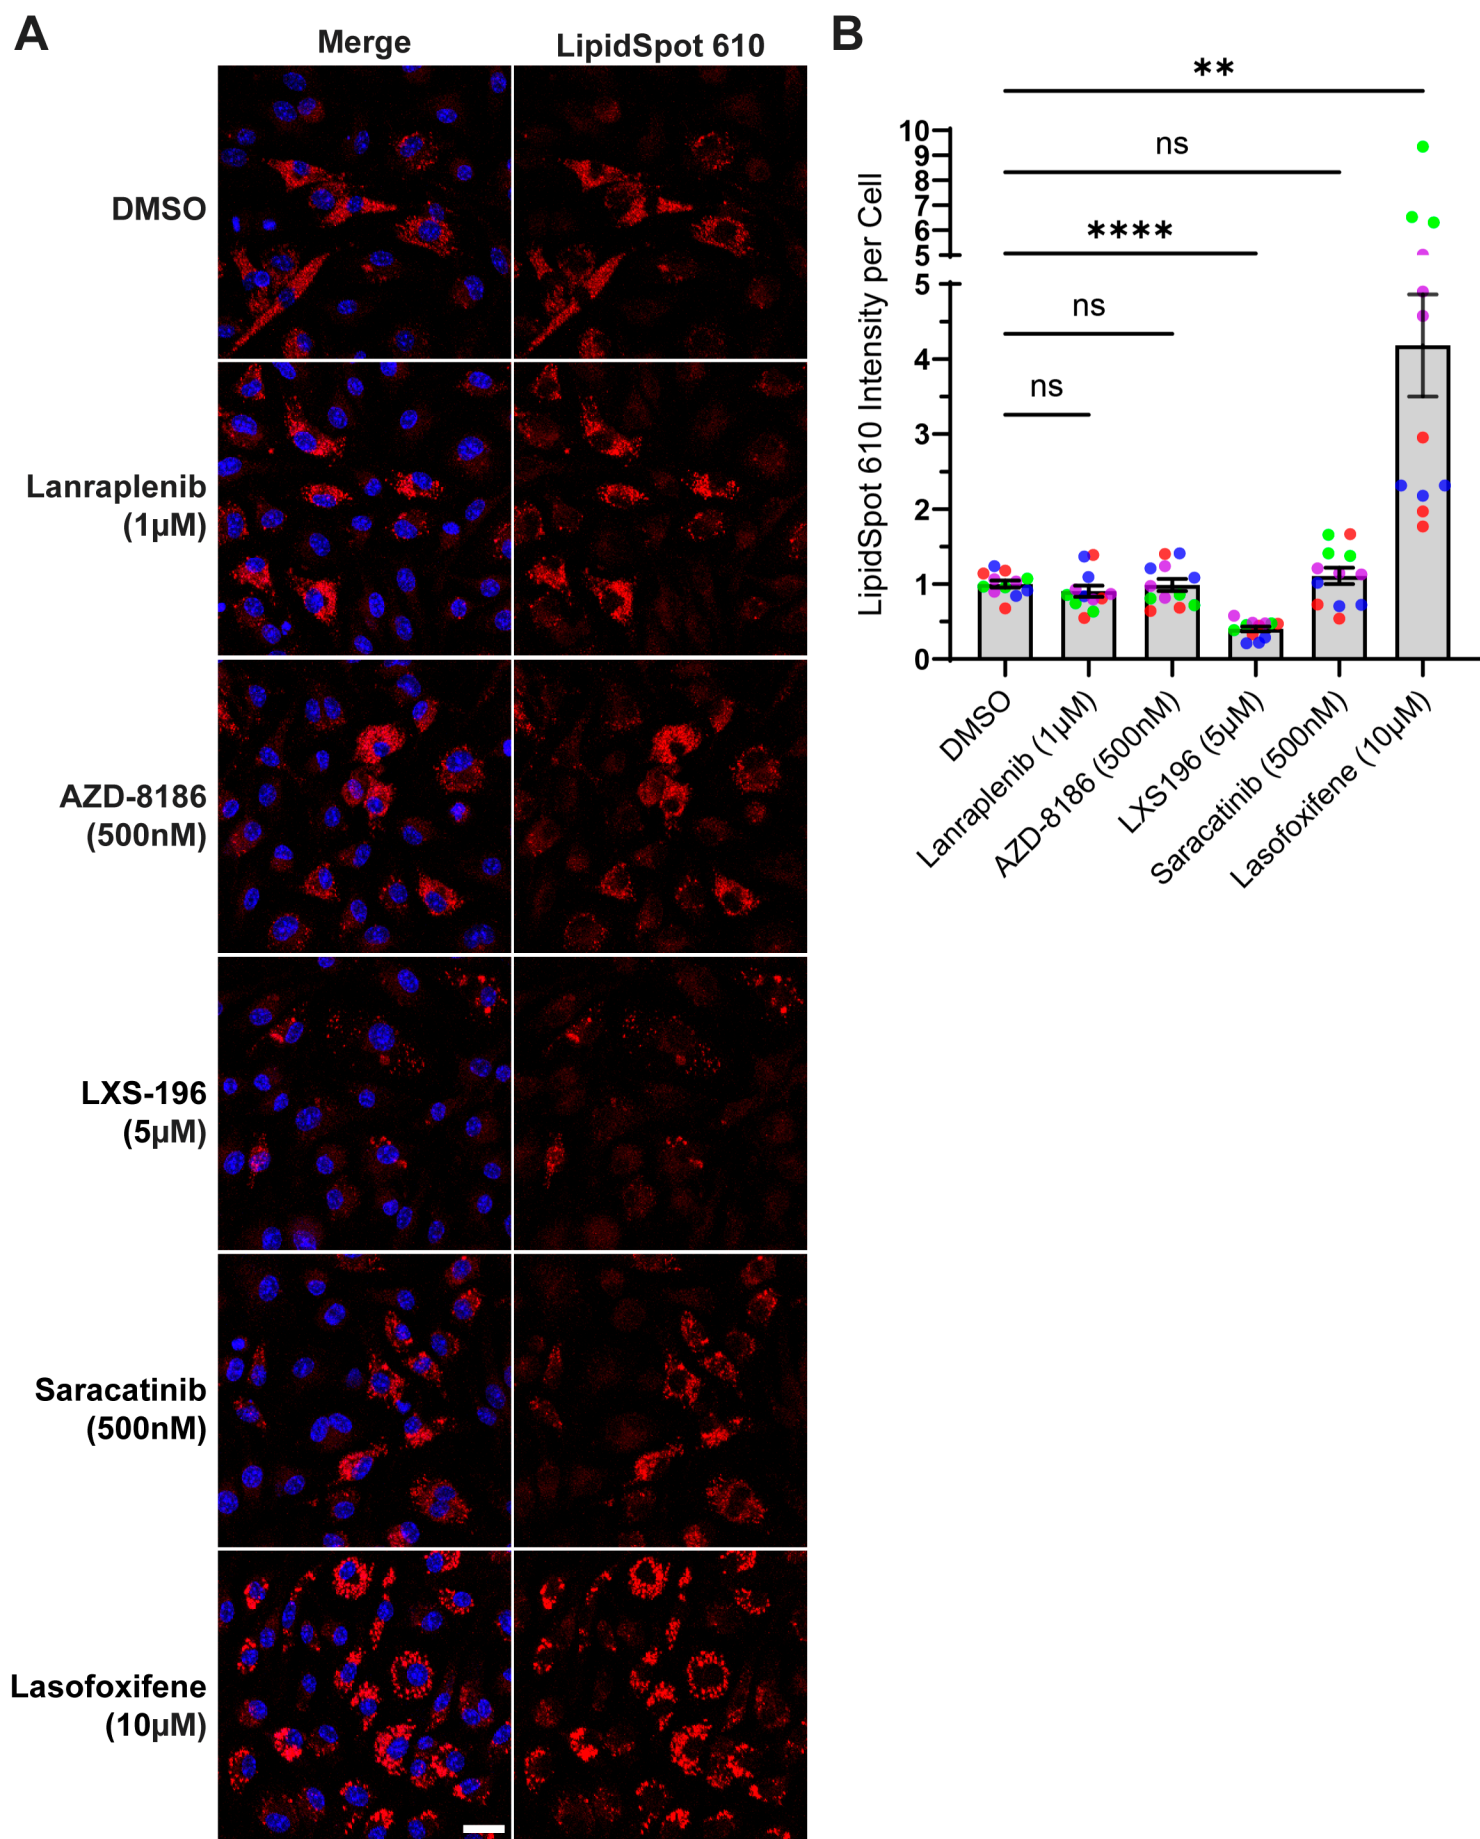 A
Merge
LipidSpot 610
DMSO
Lanraplenib
(1µM)
AZD-8186
(500nM)
LXS-196
(5µM)
Saracatinib
(500nM)
Lasofoxifene
(10µM)
B
**
ns
****
ns
ns
LipidSpot 610 Intensity per Cell
10
9
8
7
6
5
5
4
3
2
1
0
DMSO
Lanraplenib (1µM)
AZD-8186 (500nM)
LXS196 (5µM)
Saracatinib (500nM)
Lasofoxifene (10µM)